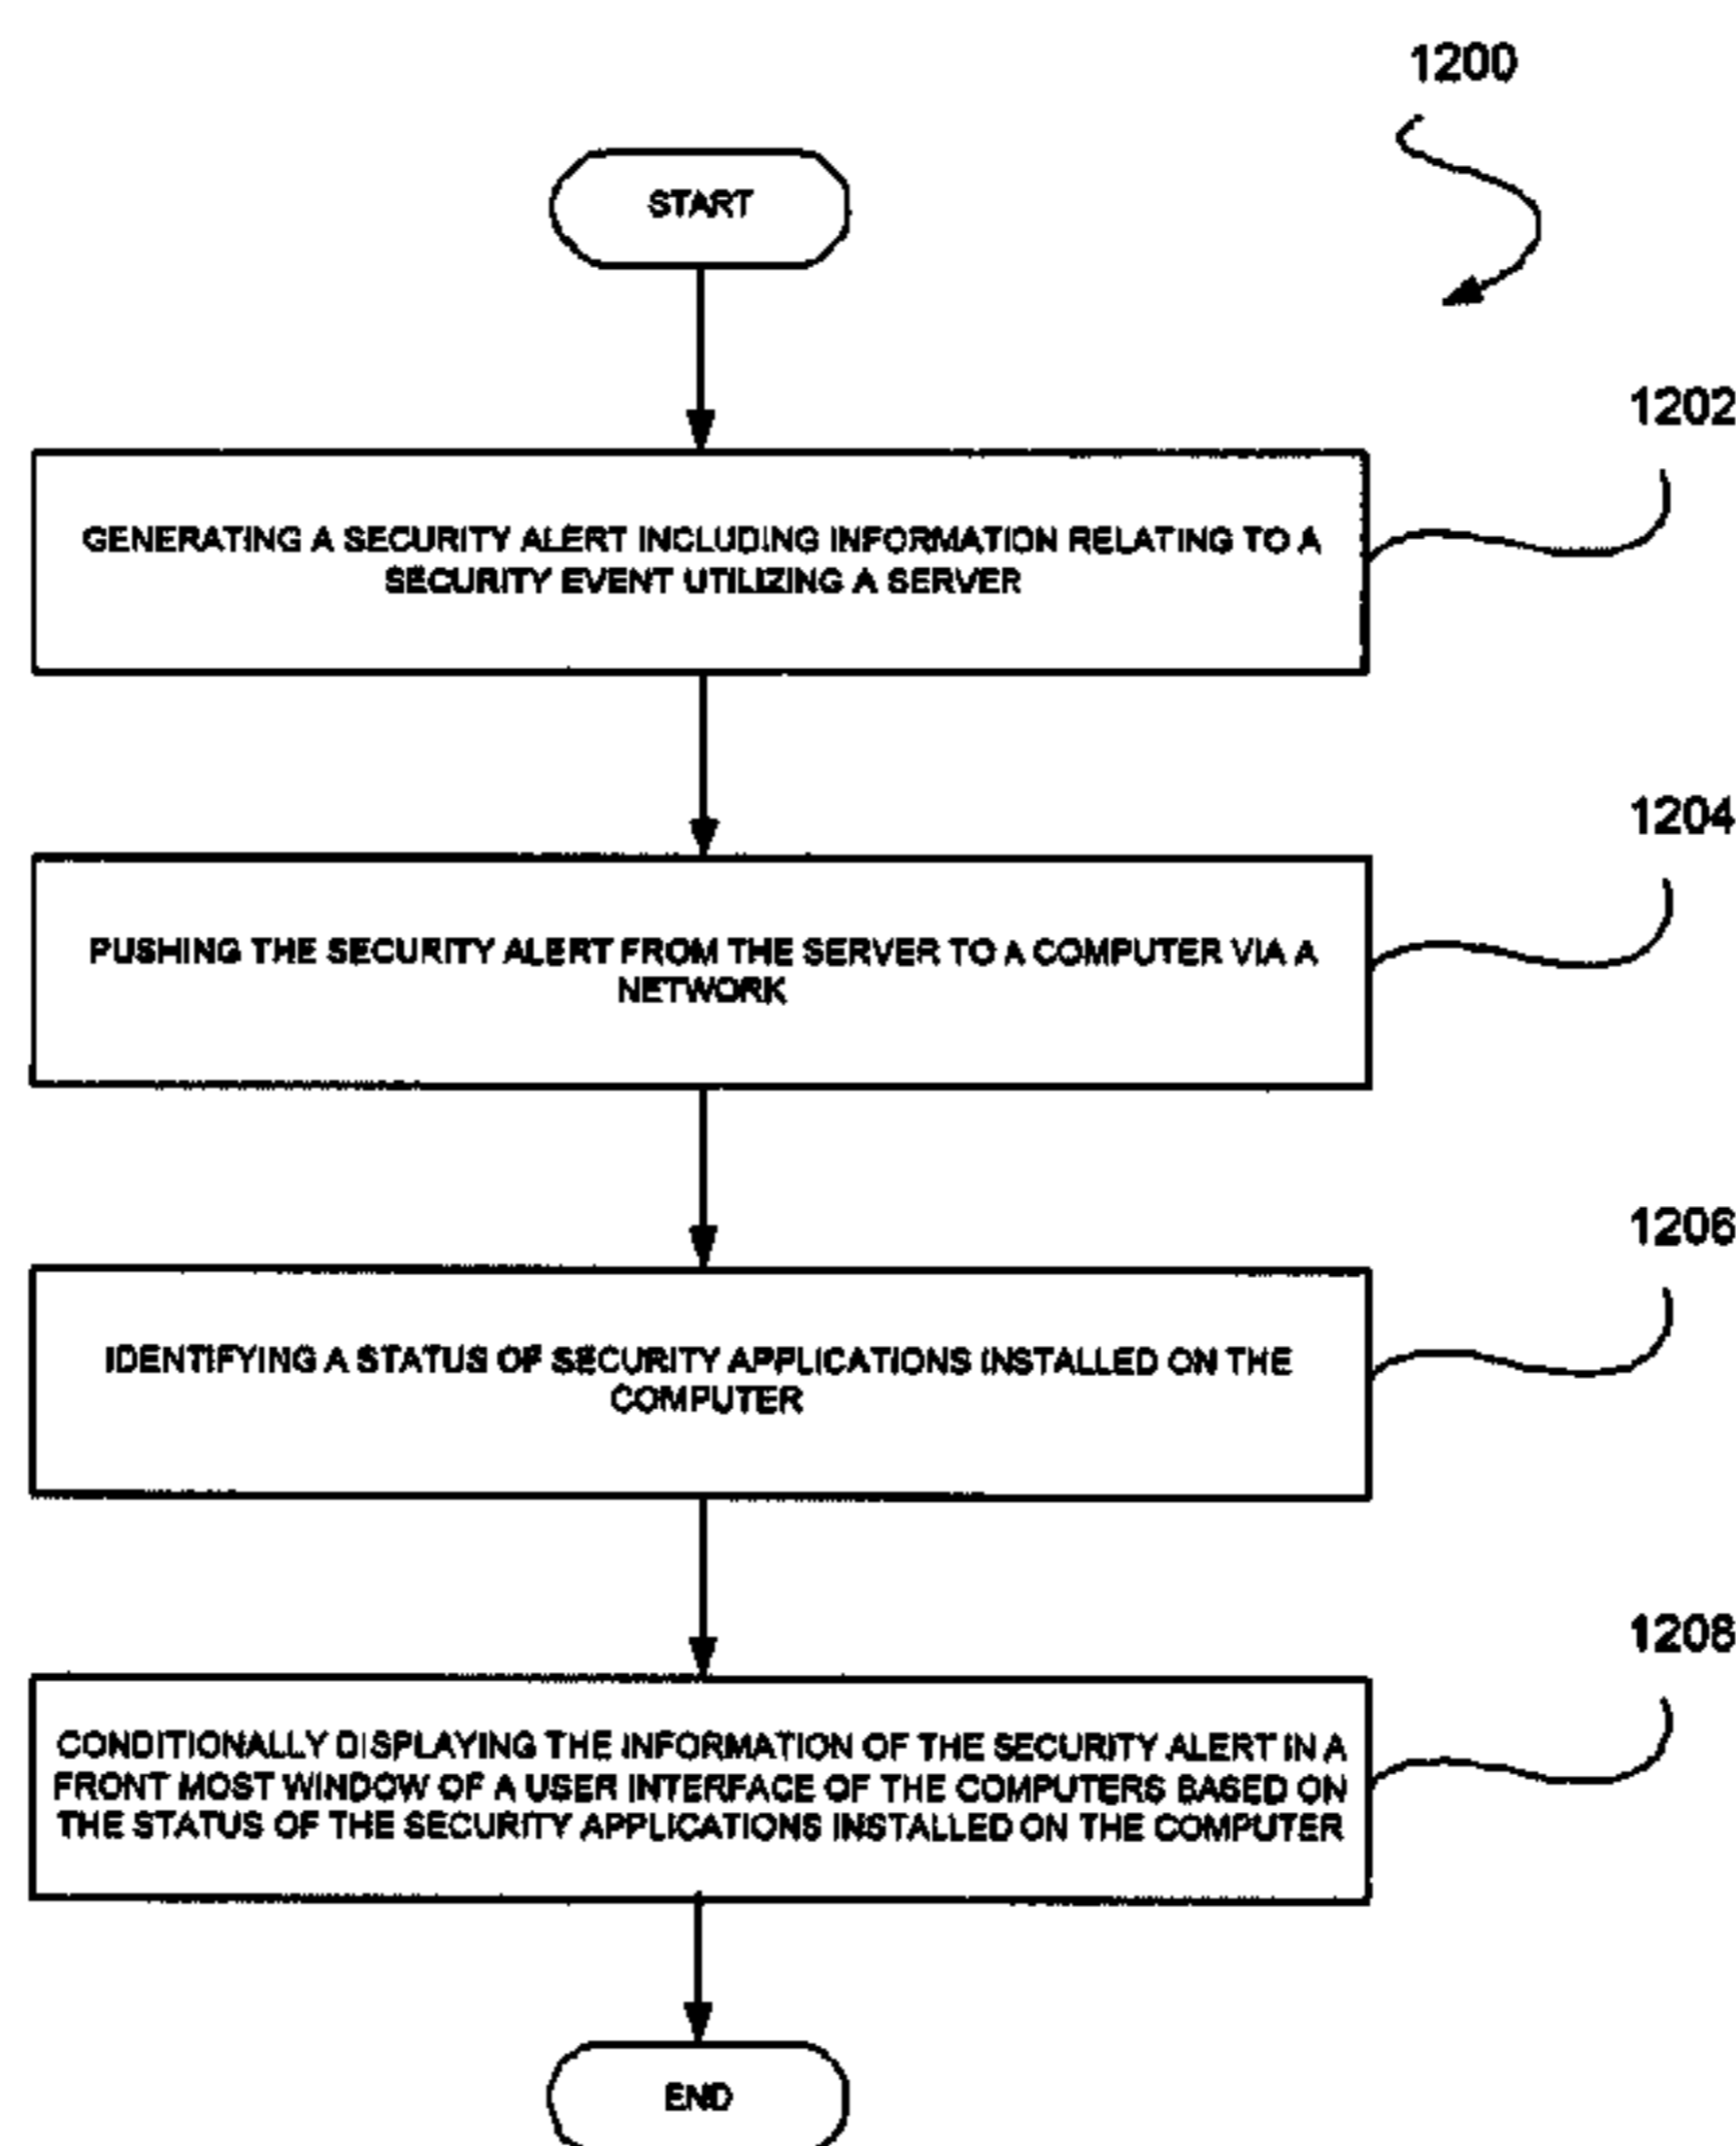 1200
START
1202
GENERATING A SECURITY ALERT INCLUDING INFORMATION RELATING TO A
SECURITY EVENT UTILIZING A SERVER
1204
PUSHING THE SECURITY ALERT FROM THE SERVER TO A COMPUTER VIA A
NETWORK
1206
IDENTIFYING A STATUS OF SECURITY APPLICATIONS INSTALLED ON THE
COMPUTER
1208
CONDITIONALLY DISPLAYING THE INFORMATION OF THE SECURITY ALERT IN A
FRONT MOST WINDOW OF A USER INTERFACE OF THE COMPUTERS BASED ON
THE STATUS OF THE SECURITY APPLICATIONS INSTALLED ON THE COMPUTER
END